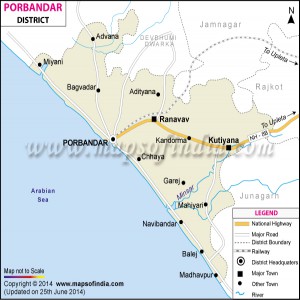 PORBANDAR
DISTRICT
Jamnagar
DEVBHUMI
DWARKA
To Upleta
Rajkot
Advana
Miyani
Bagvadar
Adityana
Ranavav
To Upleta
PORBANDAR
Kandorna
Kutiyana
NH - 8B
www.mapsofindia.com
Chhaya
Arabian
Sea
Garej
Minsar
Mahiyari
Junagarh
Navibandar
Balej
Madhavpur
LEGEND
National Highway
Major Road
District Boundary
Railway
District Headquaters
Major Town
Other Town
River
Map not to Scale
Copyright © 2014 www.mapsofindia.com
(Updated on 25th June 2014)